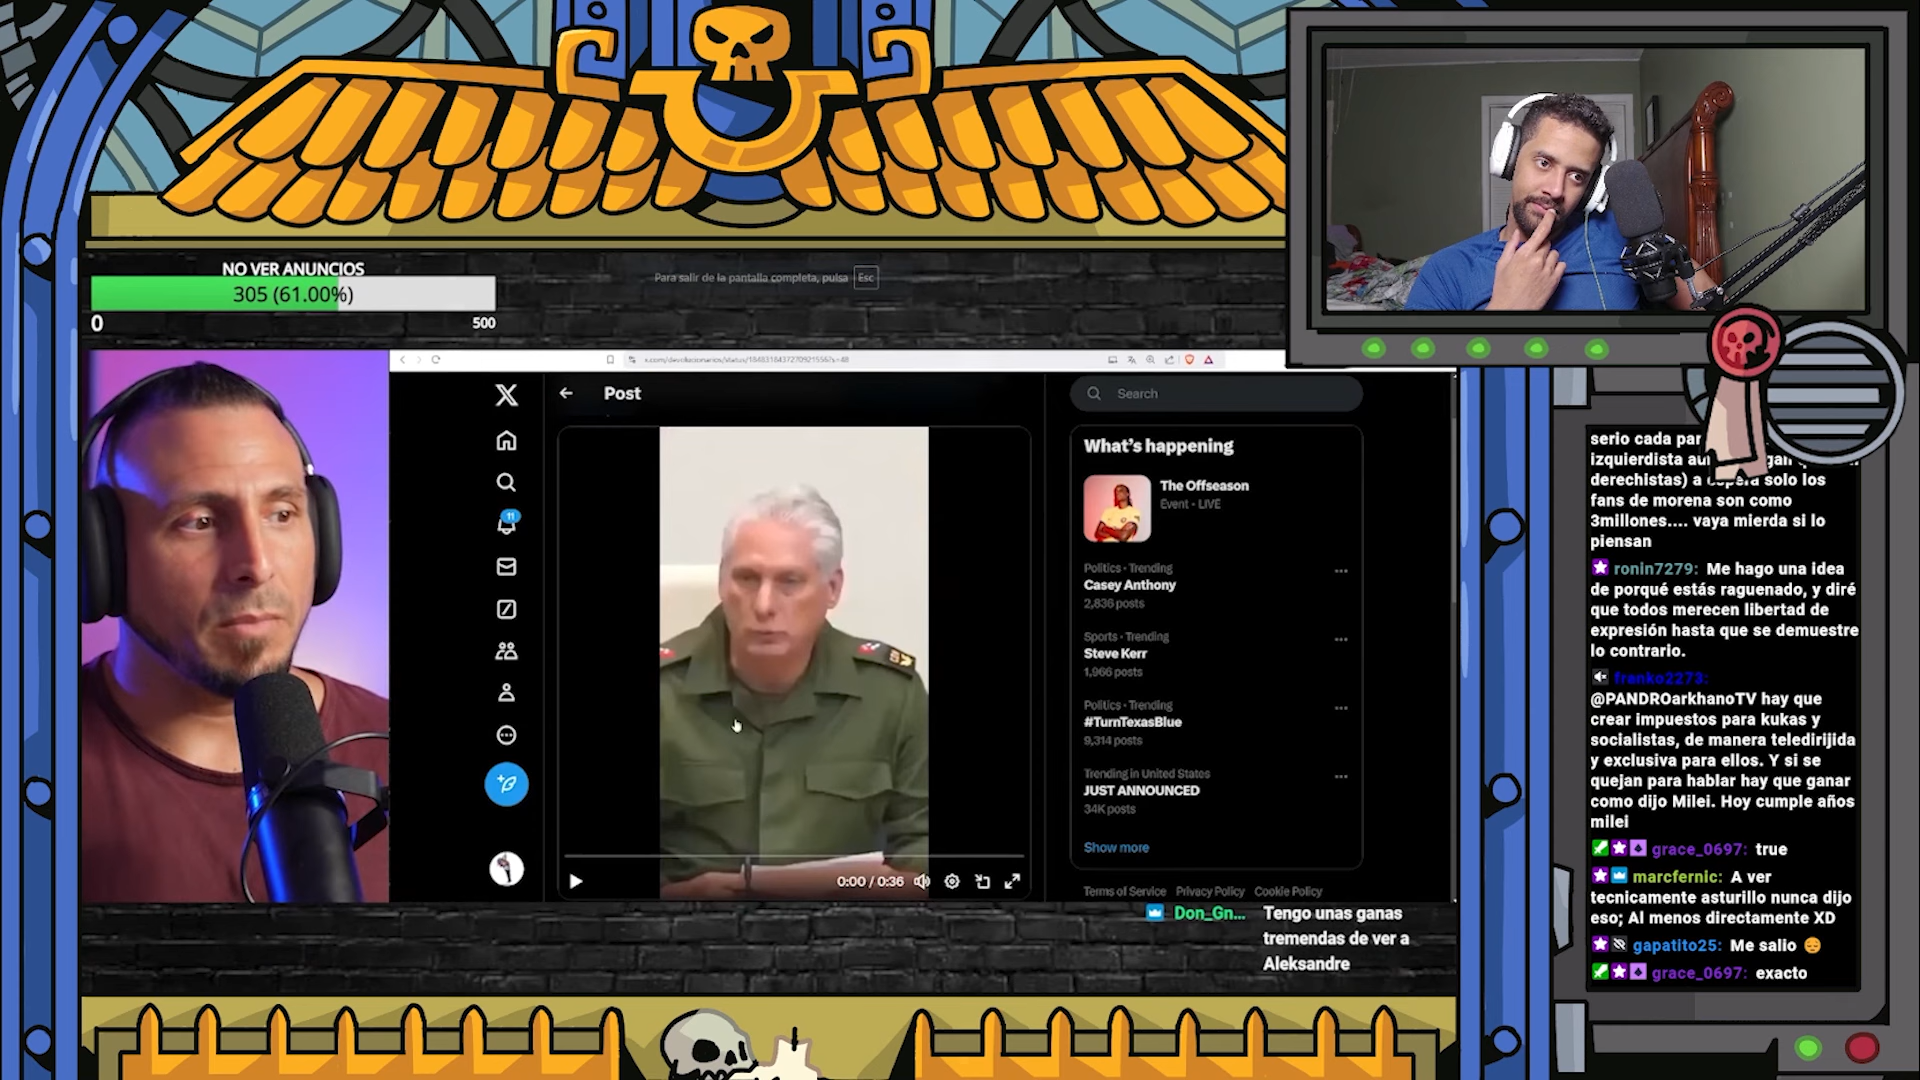 NO VER ANUNCIOS
305 (61.00%)
0
500
Para salir de la pantalla completa, pulsa Esc
Post
Search
What's happening
The Offseason
Event · LIVE
Politics · Trending
Casey Anthony
2,836 posts
Sports · Trending
Steve Kerr
1,966 posts
Politics · Trending
#TurnTexasBlue
9,314 posts
Trending in United States
JUST ANNOUNCED
34K posts
Show more
Terms of Service Privacy Policy Cookie Policy
11
0:00 / 0:36
Don_Gn... Tengo unas ganas
tremendas de ver a
Aleksandre
serio cada
izquierdista
derechistas) a espera solo los
fans de morena son como
3millones.... vaya mierda si lo
piensan
ronin7279: Me hago una idea
de porqué estás raguenado, y diré
que todos merecen libertad de
expresión hasta que se demuestre
lo contrario.
franko2273:
@PANDROarkhanoTV hay que
crear impuestos para kukas y
socialistas, de manera teledirijida
y exclusiva para ellos. Y si se
quejan para hablar hay que ganar
como dijo Milei. Hoy cumple años
milei
grace_0697: true
marcfernic: A ver
tecnicamente asturillo nunca dijo
eso; Al menos directamente XD
gapatito25: Me salio 😔
grace_0697: exacto